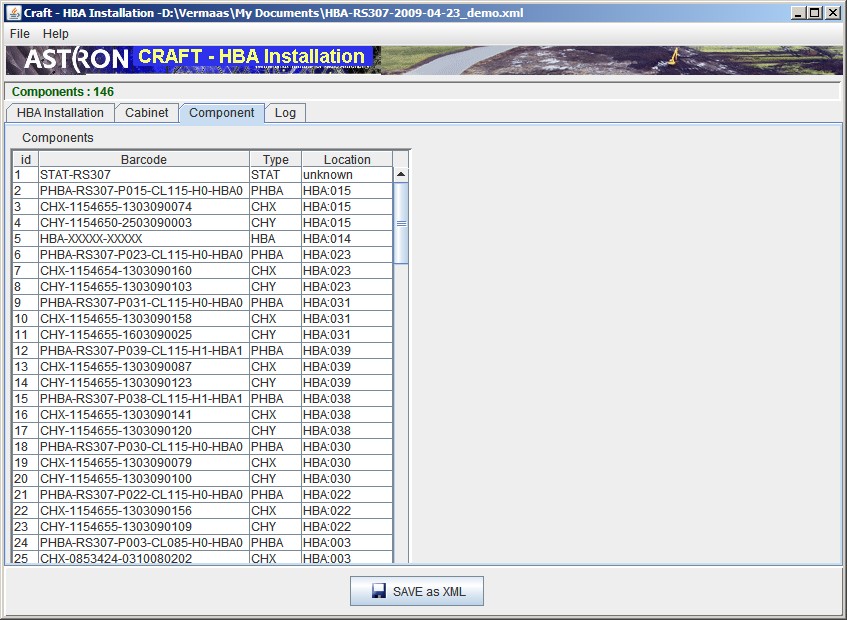 Craft - HBA Installation -D:\Vermaas\My Documents\HBA-RS307-2009-04-23_demo.xml
File Help
ASTRON CRAFT - HBA Installation
Components : 146
HBA Installation Cabinet Component Log
Components
id Barcode Type Location
1 STAT-RS307 STAT unknown
2 PHBA-RS307-P015-CL115-H0-HBA0 PHBA HBA:015
3 CHX-1154655-1303090074 CHX HBA:015
4 CHY-1154650-2503090003 CHY HBA:015
5 HBA-XXXXX-XXXXX HBA HBA:014
6 PHBA-RS307-P023-CL115-H0-HBA0 PHBA HBA:023
7 CHX-1154654-1303090160 CHX HBA:023
8 CHY-1154655-1303090103 CHY HBA:023
9 PHBA-RS307-P031-CL115-H0-HBA0 PHBA HBA:031
10 CHX-1154655-1303090158 CHX HBA:031
11 CHY-1154655-1603090025 CHY HBA:031
12 PHBA-RS307-P039-CL115-H1-HBA1 PHBA HBA:039
13 CHX-1154655-1303090087 CHX HBA:039
14 CHY-1154655-1303090123 CHY HBA:039
15 PHBA-RS307-P038-CL115-H1-HBA1 PHBA HBA:038
16 CHX-1154655-1303090141 CHX HBA:038
17 CHY-1154655-1303090120 CHY HBA:038
18 PHBA-RS307-P030-CL115-H0-HBA0 PHBA HBA:030
19 CHX-1154655-1303090079 CHX HBA:030
20 CHY-1154655-1303090100 CHY HBA:030
21 PHBA-RS307-P022-CL115-H0-HBA0 PHBA HBA:022
22 CHX-1154655-1303090156 CHX HBA:022
23 CHY-1154655-1303090109 CHY HBA:022
24 PHBA-RS307-P003-CL085-H0-HBA0 PHBA HBA:003
25 CHX-0853424-0310080202 CHX HBA:003
SAVE as XML